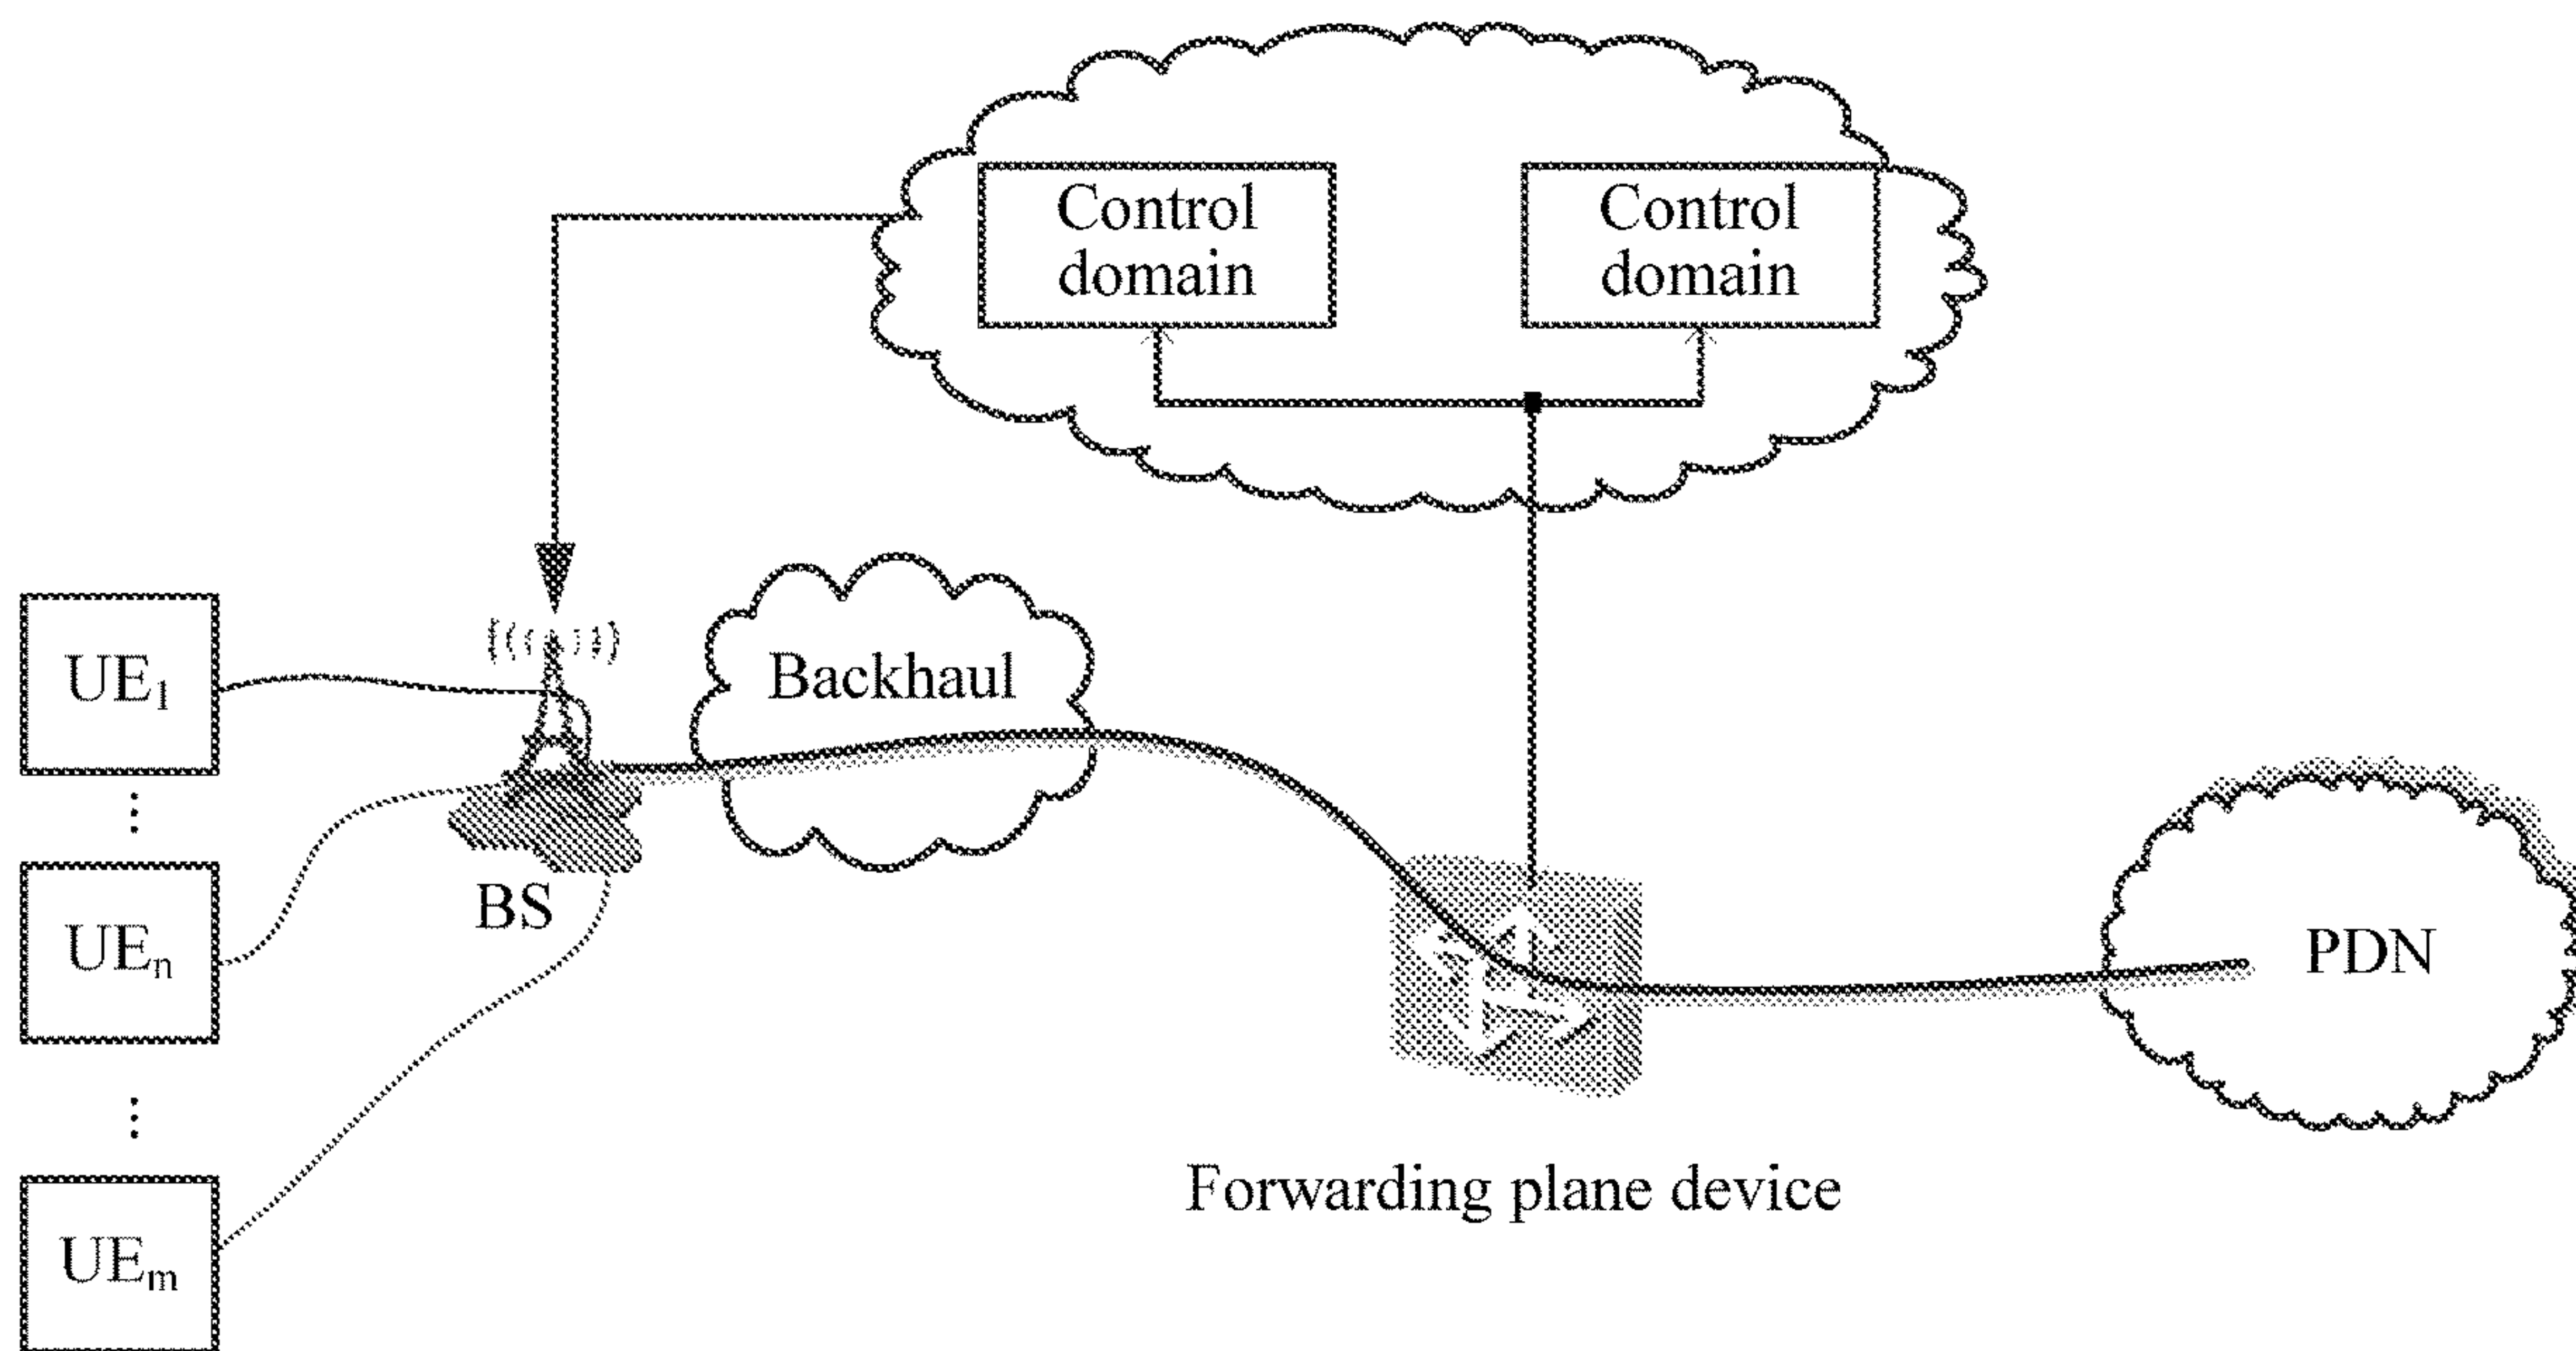 Control
domain
Control
domain
UE₁
Backhaul
⋮
BS
UEₙ
PDN
⋮
Forwarding plane device
UEₘ